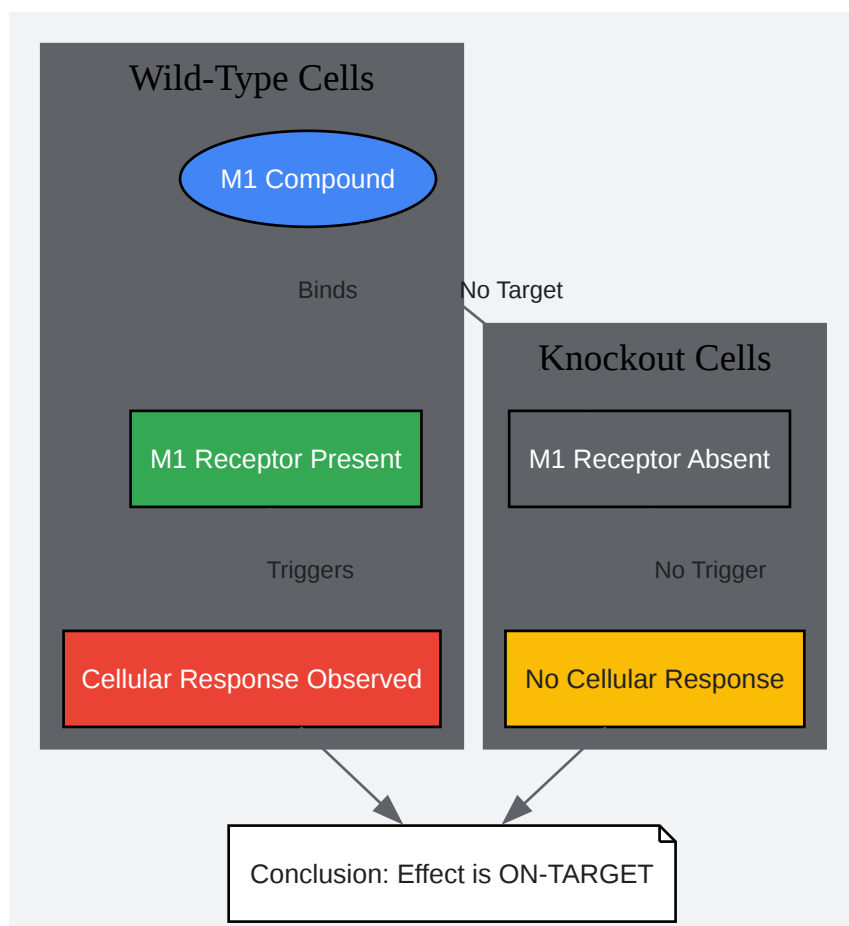 Wild-Type Cells
M1 Compound
Binds
No Target
Knockout Cells
M1 Receptor Present
M1 Receptor Absent
Triggers
No Trigger
Cellular Response Observed
No Cellular Response
Conclusion: Effect is ON-TARGET